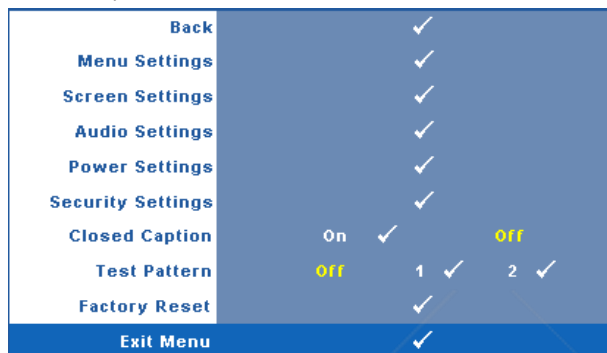 Back ✓
Menu Settings ✓
Screen Settings ✓
Audio Settings ✓
Power Settings ✓
Security Settings ✓
Closed Caption On ✓ Off
Test Pattern Off 1 ✓ 2 ✓
Factory Reset ✓
Exit Menu ✓